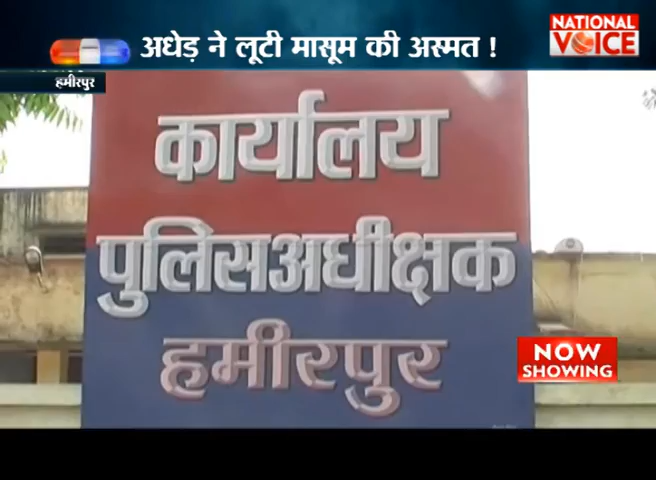 अधेड़ ने लूटी मासूम की अस्मत !
NATIONAL
VOICE
हमीरपुर
कार्यालय
पुलिसअधीक्षक
हमीरपुर
NOW
SHOWING